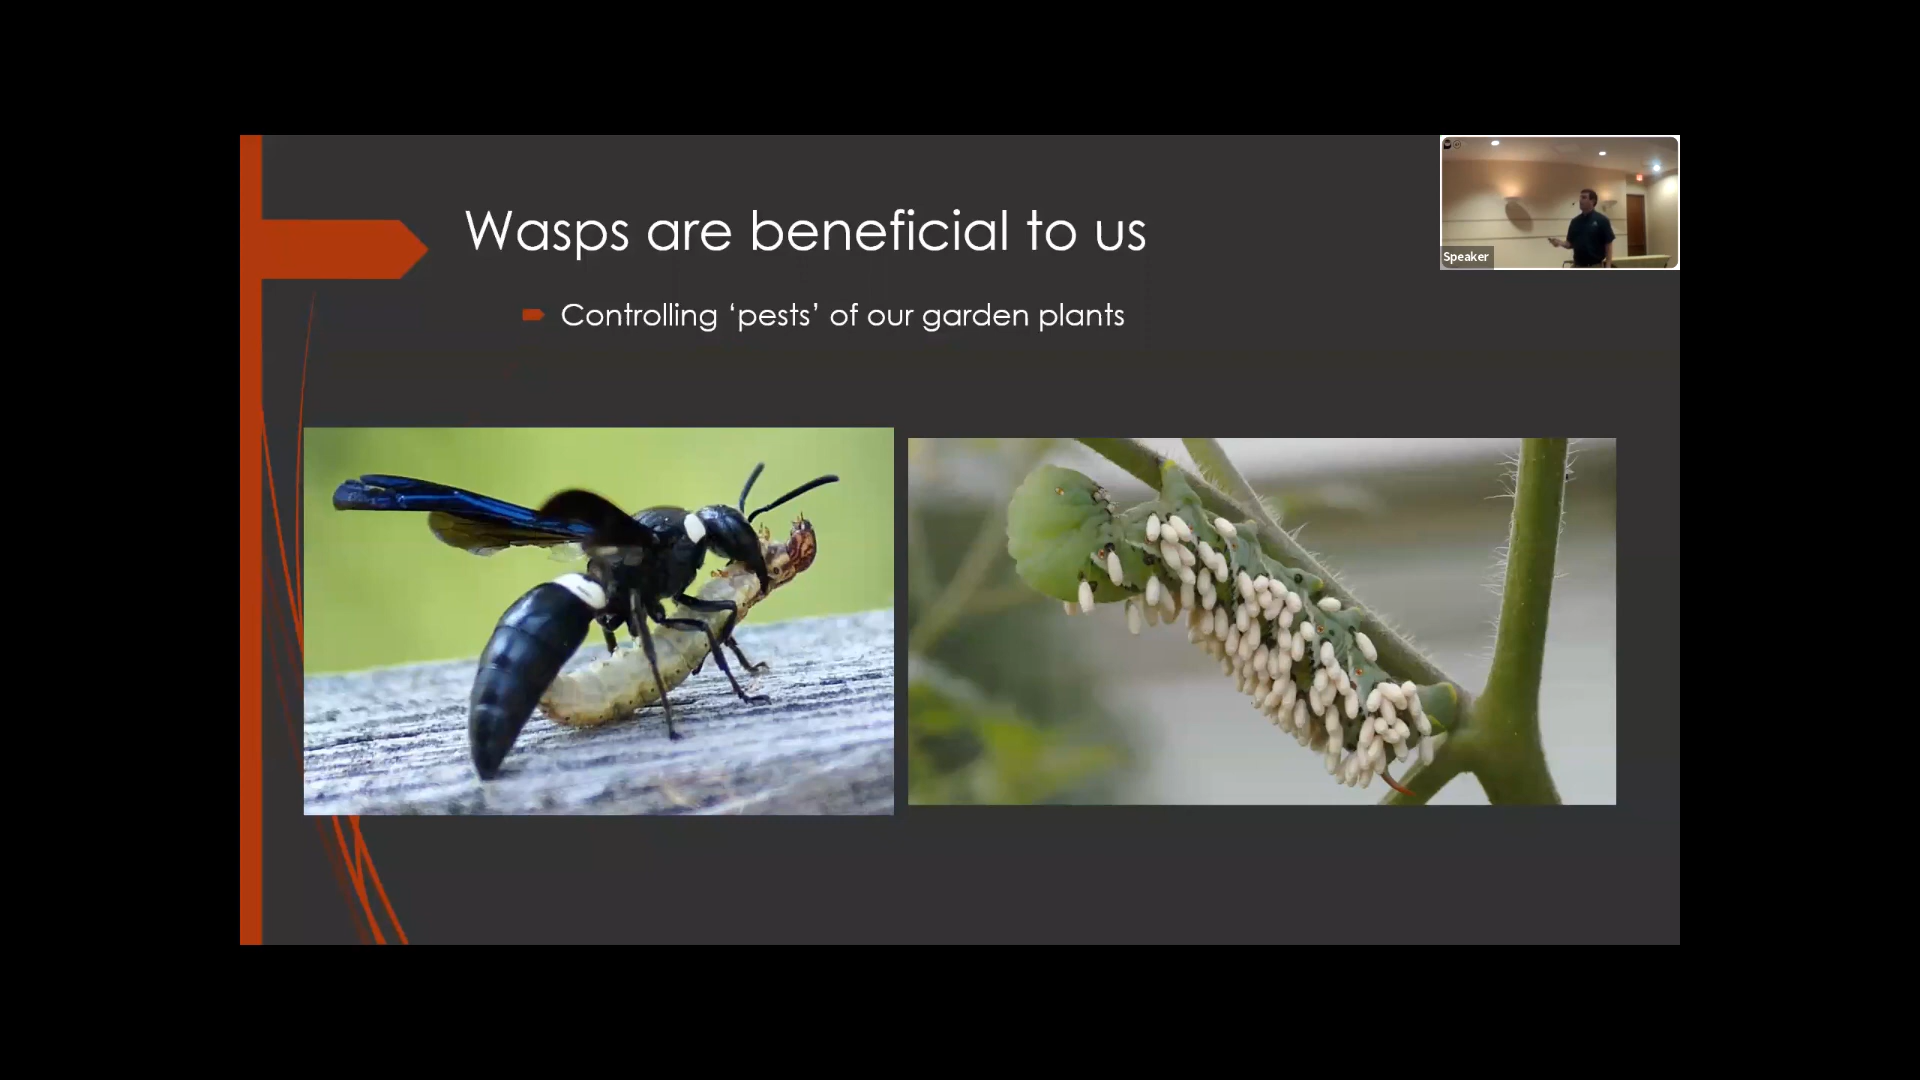 Wasps are beneficial to us
Speaker
Controlling ‘pests’ of our garden plants